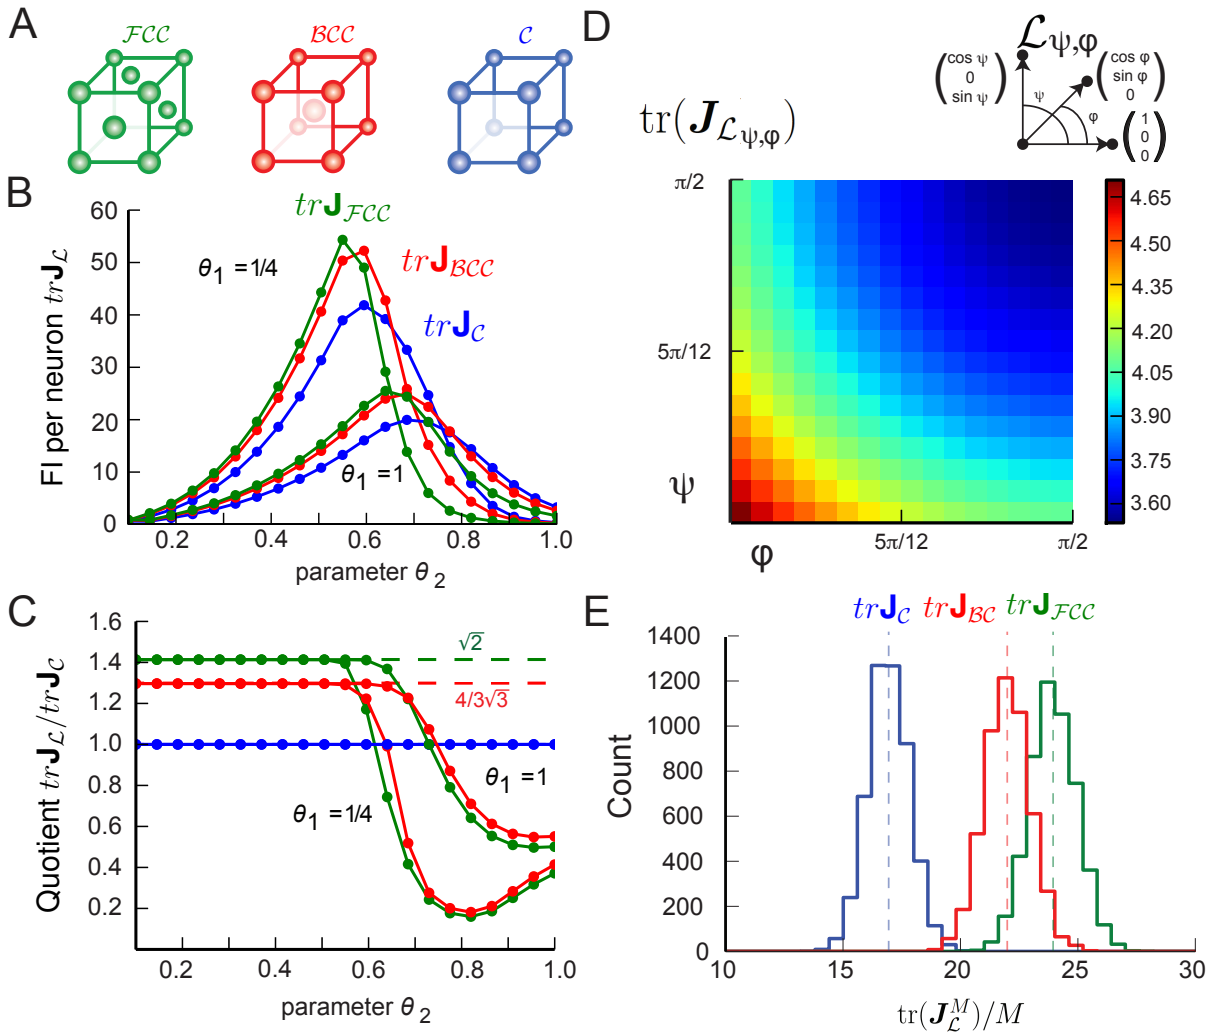 A
FCC
BCC
C
B
FI per neuron trJ_L
60
50
40
30
20
10
0
trJ_FCC
θ1 = 1/4
trJ_BCC
trJ_C
θ1 = 1
0.2
0.4
0.6
0.8
1.0
parameter θ2
C
Quotient trJ_L/trJ_C
1.6
1.4
1.2
1.0
0.8
0.6
0.4
0.2
√2
4/3√3
θ1 = 1
θ1 = 1/4
0.2
0.4
0.6
0.8
1.0
parameter θ2
D
L_ψ,φ
(cos ψ
0
sin ψ)
ψ
(cos φ
sin φ
0)
φ
(1
0
0)
tr(J_L_ψ,φ)
π/2
5π/12
ψ
φ
5π/12
π/2
4.65
4.50
4.35
4.20
4.05
3.90
3.75
3.60
E
trJ_C
trJ_BC
trJ_FCC
Count
1400
1200
1000
800
600
400
200
0
10
15
20
25
30
tr(J_L^M)/M